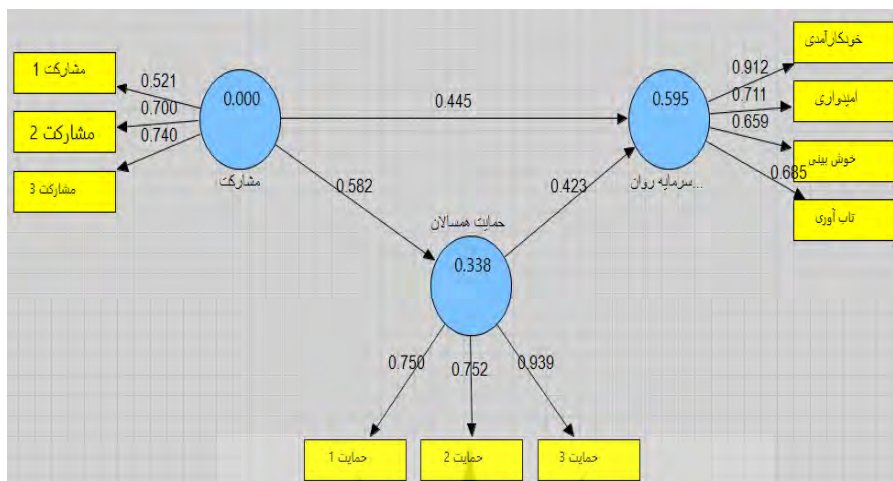 مشارکت 1
مشارکت 2
مشارکت 3
0.521
0.700
0.740
0.000
مشارکت
0.445
0.582
0.423
حمایت همسالان
0.338
0.595
سرمایه روان...
0.912
0.711
0.659
0.685
خودکارآمدی
امیدواری
خوش بینی
تاب آوری
0.750
0.752
0.939
حمایت 1
حمایت 2
حمایت 3